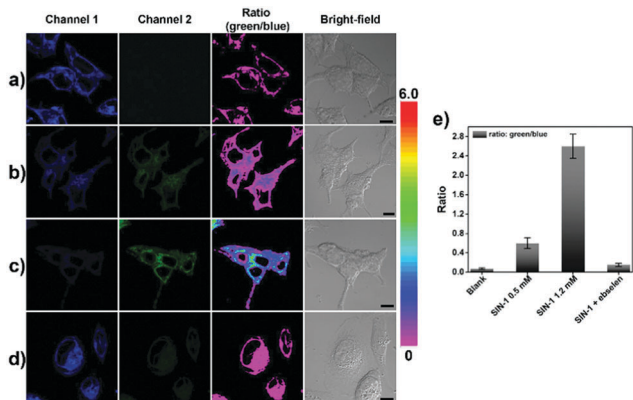 Channel 1
Channel 2
Ratio
(green/blue)
Bright-field
a)
b)
c)
d)
6.0
0
e)
ratio: green/blue
Ratio
2.8
2.4
2.0
1.6
1.2
0.8
0.4
0.0
Blank
SIN-1 0.5 mM
SIN-1 1.2 mM
SIN-1 + ebselen